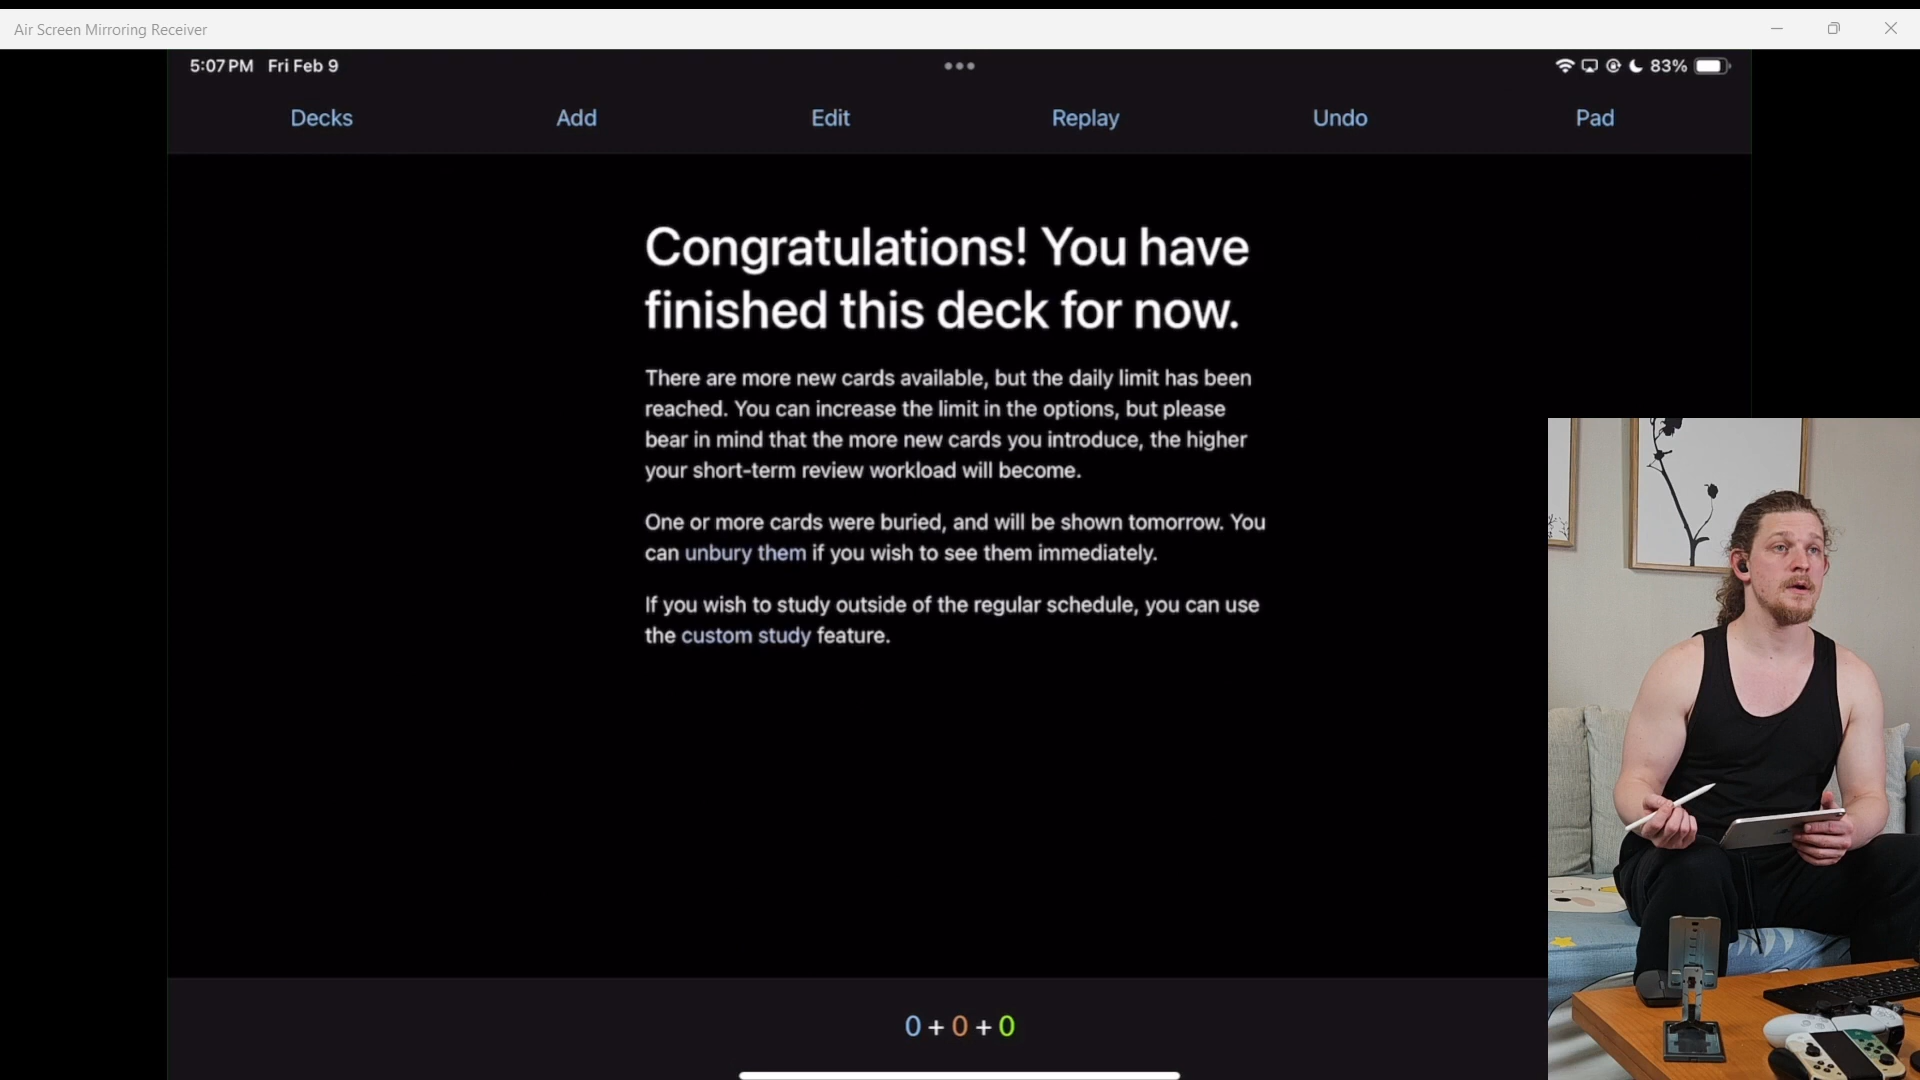 Air Screen Mirroring Receiver
5:07 PM Fri Feb 9
83%
Decks Add Edit Replay Undo Pad
Congratulations! You have
finished this deck for now.
There are more new cards available, but the daily limit has been
reached. You can increase the limit in the options, but please
bear in mind that the more new cards you introduce, the higher
your short-term review workload will become.
One or more cards were buried, and will be shown tomorrow. You
can unbury them if you wish to see them immediately.
If you wish to study outside of the regular schedule, you can use
the custom study feature.
0 + 0 + 0